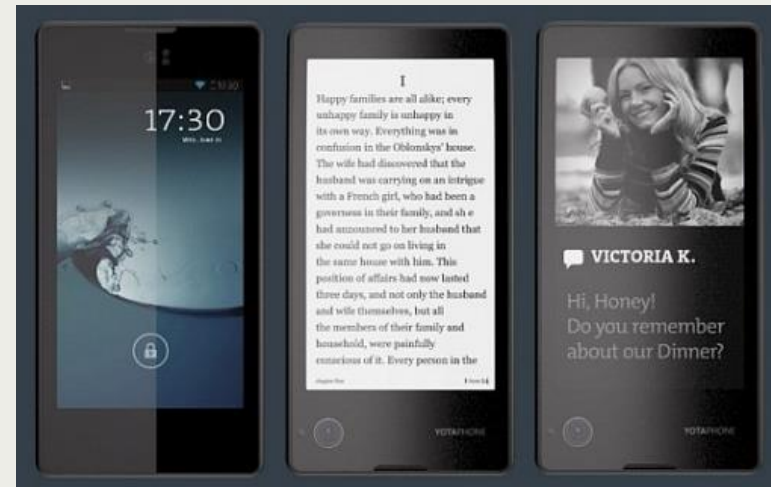 17:30
I
Happy families are all alike; every
unhappy family is unhappy in
its own way. Everything was in
confusion in the Oblonskys' house.
The wife had discovered that the
husband was carrying on an intrigue
with a French girl, who had been a
governess in their family, and sh e
had announced to her husband that
she could not go on living in
the same house with him. This
position of affairs had now lasted
three days, and not only the husband
and wife themselves, but all
the members of their family and
household, were painfully
conscious of it. Every person in the
YOTAPHONE
VICTORIA K.
Hi, Honey!
Do you remember
about our Dinner?
YOTAPHONE